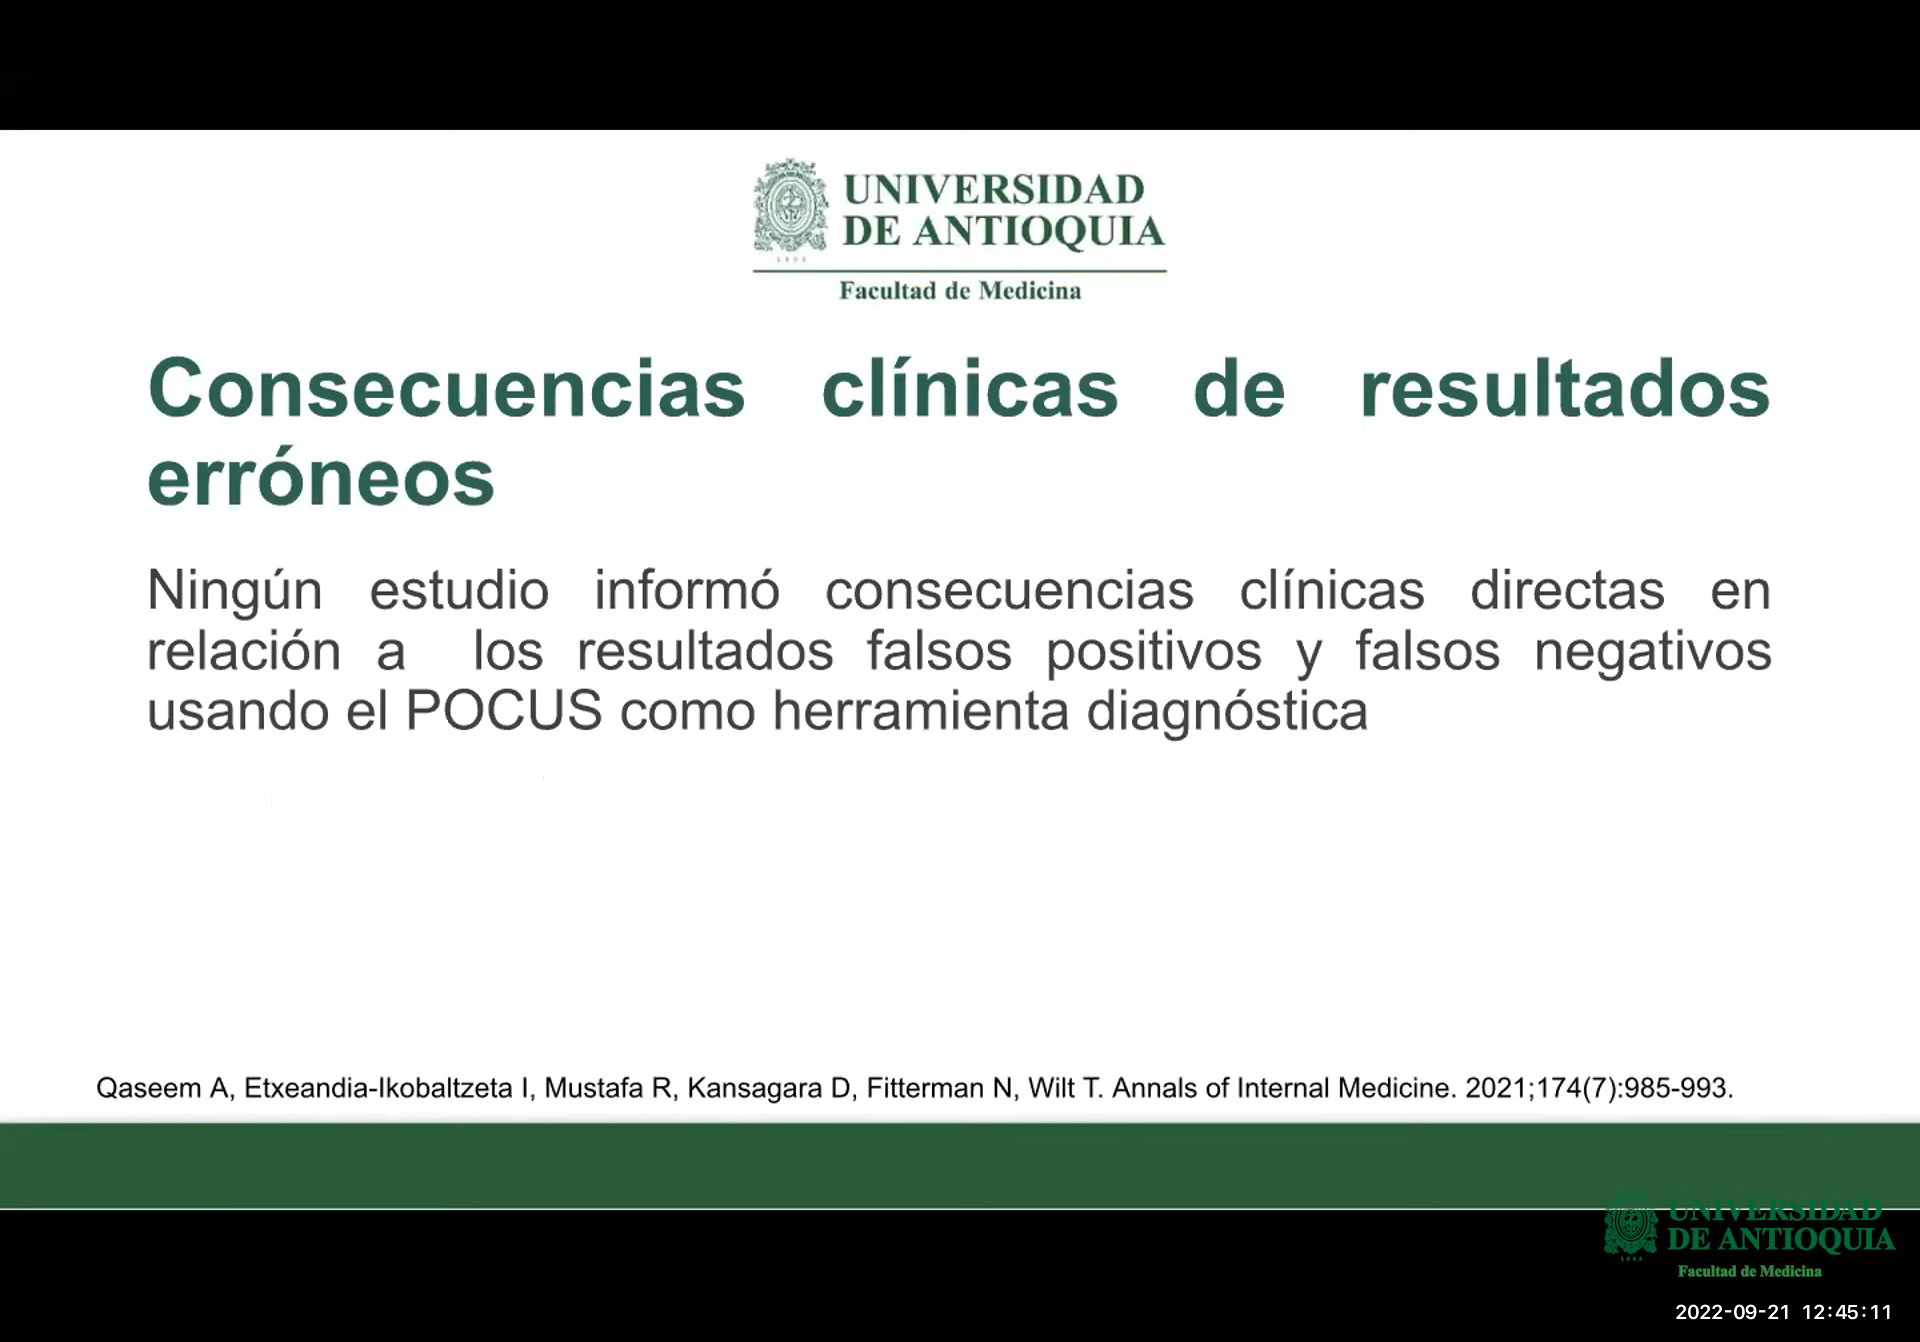 UNIVERSIDAD
DE ANTIOQUIA
1803
Facultad de Medicina
Consecuencias clínicas de resultados
erróneos
Ningún estudio informó consecuencias clínicas directas en
relación a los resultados falsos positivos y falsos negativos
usando el POCUS como herramienta diagnóstica
Qaseem A, Etxeandia-Ikobaltzeta I, Mustafa R, Kansagara D, Fitterman N, Wilt T. Annals of Internal Medicine. 2021;174(7):985-993.
UNIVERSIDAD
DE ANTIOQUIA
1803
Facultad de Medicina
2022-09-21 12:45:11